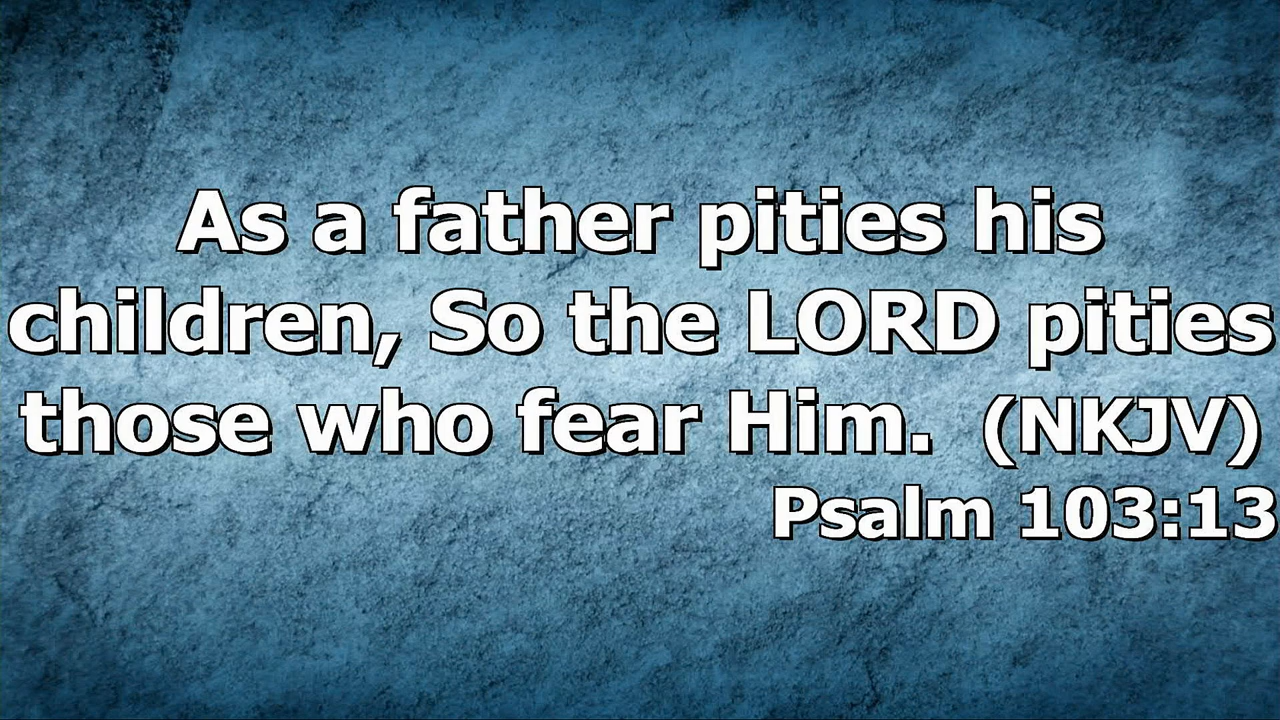 As a father pities his
children, So the LORD pities
those who fear Him.  (NKJV)
Psalm 103:13